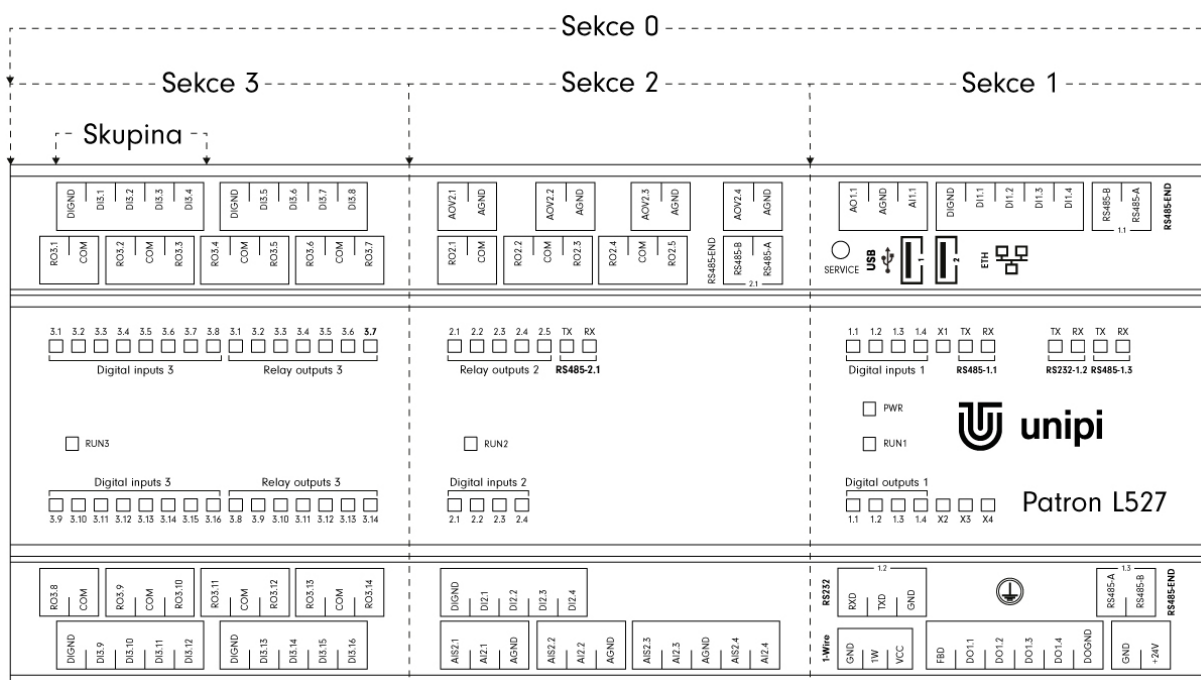 Sekce 0
Sekce 3 Sekce 2 Sekce 1
Skupina
DIGND DI3.1 DI3.2 DI3.3 DI3.4 DIGND DI3.5 DI3.6 DI3.7 DI3.8 AOV2.1 AGND AOV2.2 AGND AOV2.3 AGND AOV2.4 AGND AO1.1 AGND AI1.1 DIGND DI1.1 DI1.2 DI1.3 DI1.4 RS485-B RS485-A 1.1 RS485-END
RO3.1 COM RO3.2 COM RO3.3 RO3.4 COM RO3.5 RO3.6 COM RO3.7 RO2.1 COM RO2.2 COM RO2.3 RO2.4 COM RO2.5 RS485-END RS485-B RS485-A 2.1 SERVICE USB 1 2 ETH
3.1 3.2 3.3 3.4 3.5 3.6 3.7 3.8 3.1 3.2 3.3 3.4 3.5 3.6 3.7 2.1 2.2 2.3 2.4 2.5 TX RX 1.1 1.2 1.3 1.4 X1 TX RX TX RX TX RX
Digital inputs 3 Relay outputs 3 Relay outputs 2 RS485-2.1 Digital inputs 1 RS485-1.1 RS232-1.2 RS485-1.3
PWR
RUN3 RUN2 RUN1 unipi
Digital inputs 3 Relay outputs 3 Digital inputs 2 Digital outputs 1
Patron L527
3.9 3.10 3.11 3.12 3.13 3.14 3.15 3.16 3.8 3.9 3.10 3.11 3.12 3.13 3.14 2.1 2.2 2.3 2.4 1.1 1.2 1.3 1.4 X2 X3 X4
RO3.8 COM RO3.9 COM RO3.10 RO3.11 COM RO3.12 RO3.13 COM RO3.14 DIGND DI2.1 DI2.2 DI2.3 DI2.4 RS232 1.2 RXD TXD GND 1.3 RS485-A RS485-B RS485-END
DIGND DI3.9 DI3.10 DI3.11 DI3.12 DIGND DI3.13 DI3.14 DI3.15 DI3.16 AIS2.1 AI2.1 AGND AIS2.2 AI2.2 AGND AIS2.3 AI2.3 AGND AIS2.4 AI2.4 1-Wire GND 1W VCC FBD DO1.1 DO1.2 DO1.3 DO1.4 DOGND GND +24V